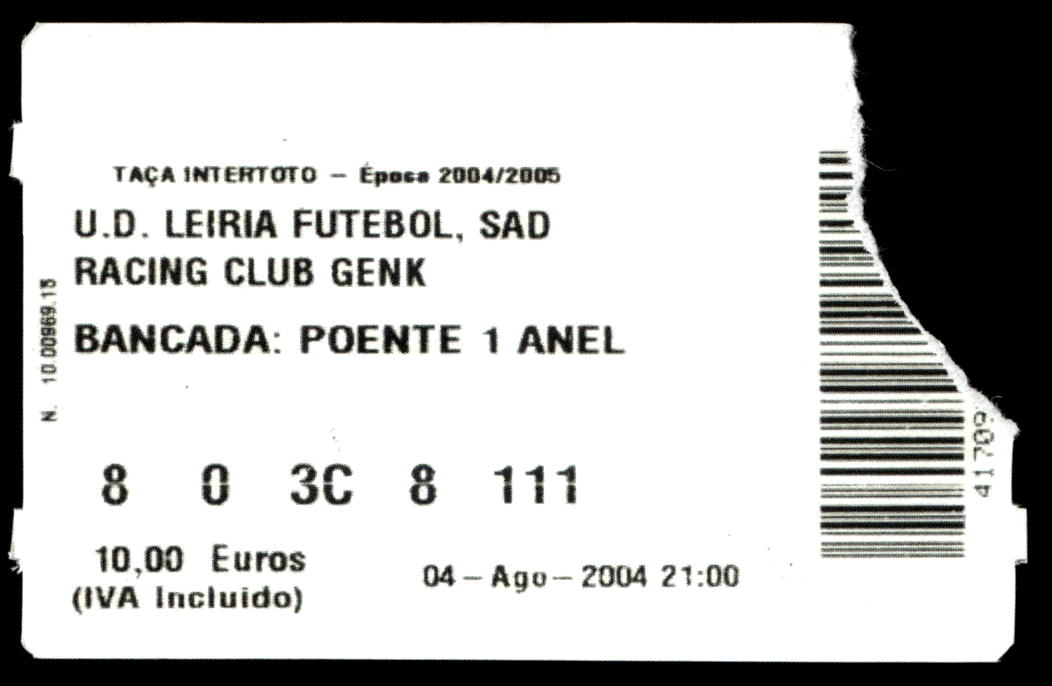 TAÇA INTERTOTO – Época 2004/2005
U.D. LEIRIA FUTEBOL, SAD
RACING CLUB GENK
BANCADA: POENTE 1 ANEL
8 0 3C 8 111
10,00 Euros
(IVA Incluido)
04 – Ago – 2004 21:00
N. 10.00969.15
41709